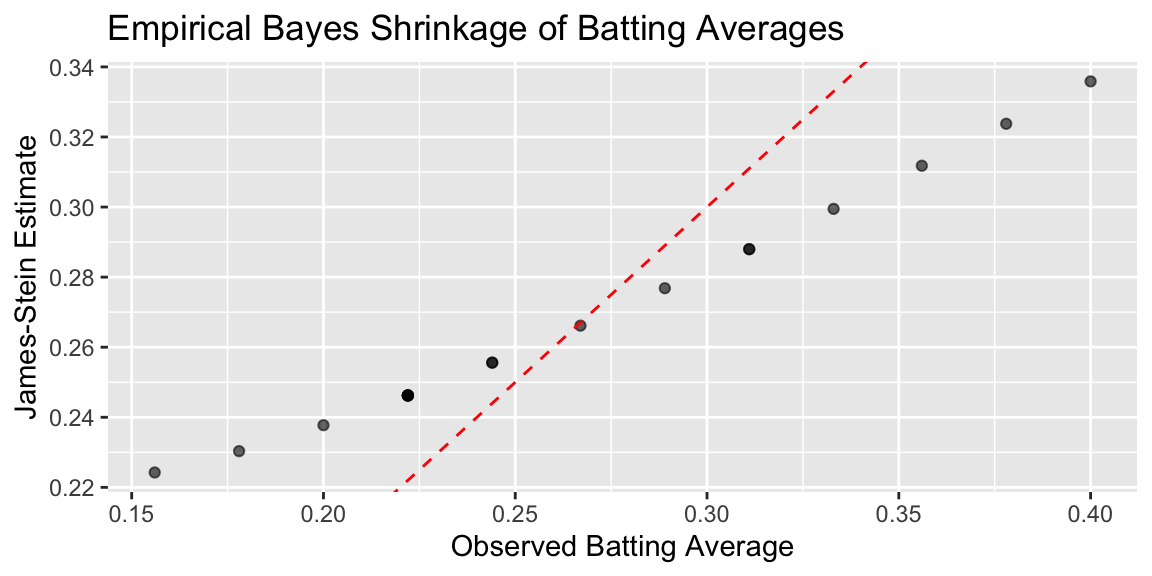 Empirical Bayes Shrinkage of Batting Averages
James-Stein Estimate
0.34
0.32
0.30
0.28
0.26
0.24
0.22
0.15 0.20 0.25 0.30 0.35 0.40
Observed Batting Average